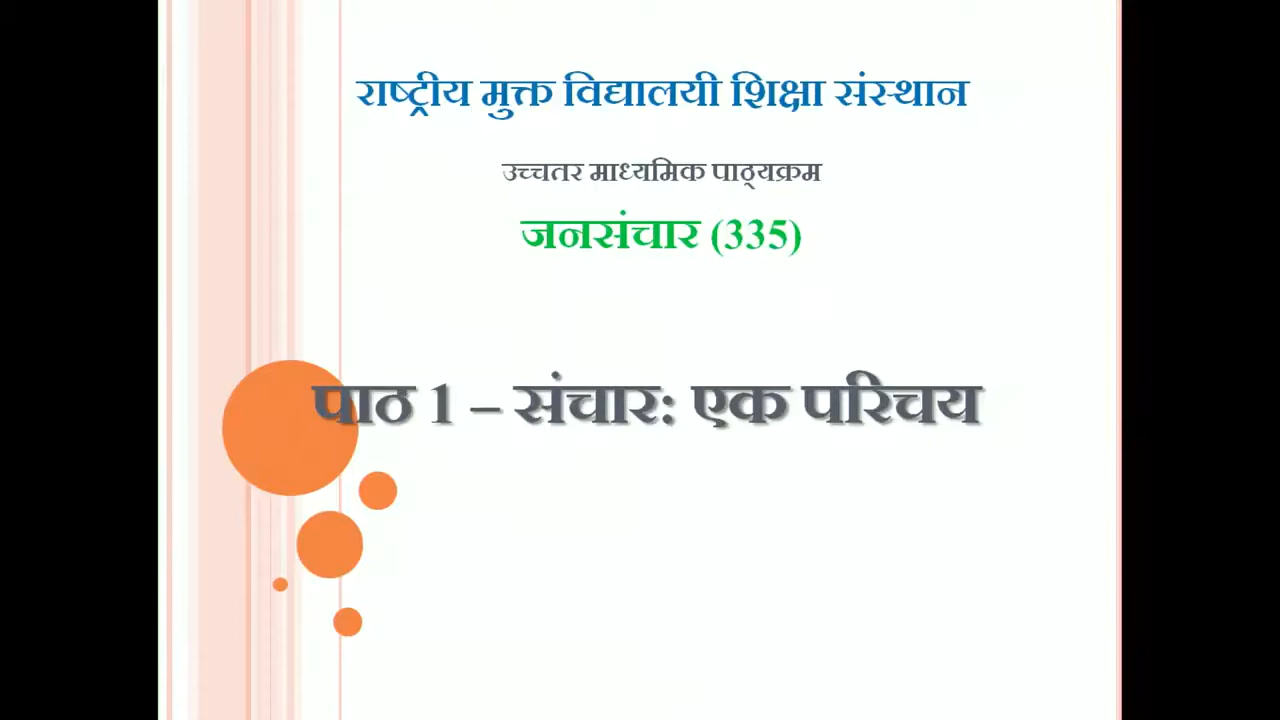 राष्ट्रीय मुक्त विद्यालयी शिक्षा संस्थान
उच्चतर माध्यमिक पाठ्यक्रम
जनसंचार (335)
पाठ 1 – संचार: एक परिचय